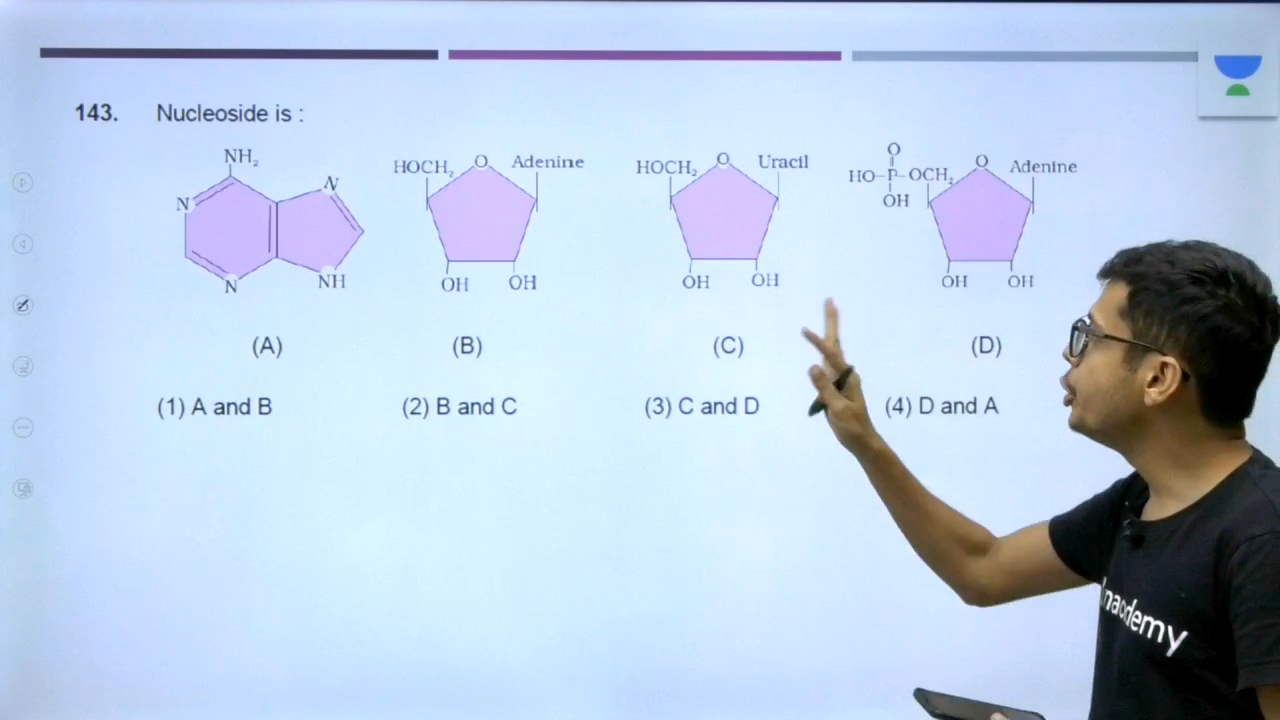 143. Nucleoside is :
NH₂
N
N
N
NH
HOCH₂ O Adenine
OH OH
HOCH₂ O Uracil
OH OH
O
HO–P–OCH₂ O Adenine
OH
OH OH
(A) (B) (C) (D)
(1) A and B (2) B and C (3) C and D (4) D and A
nacademy